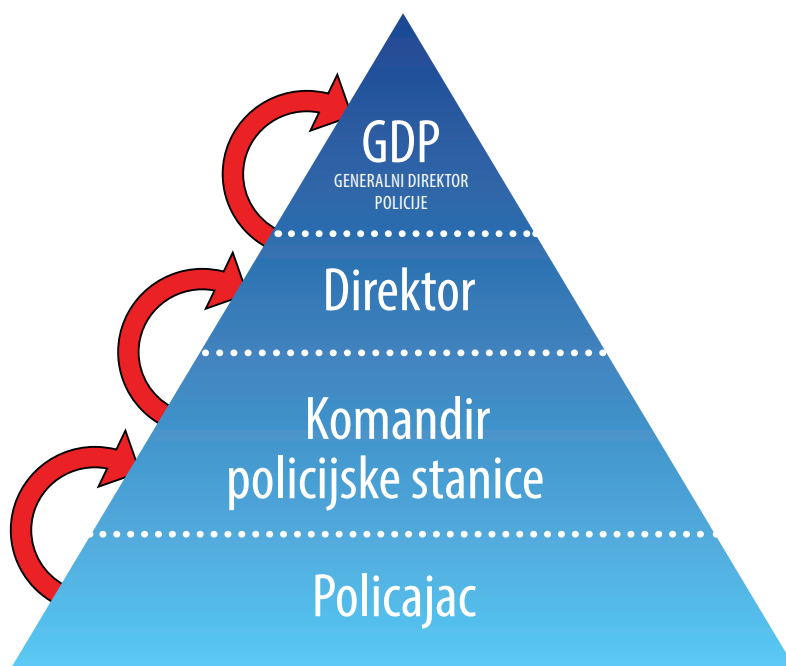 GDP
GENERALNI DIREKTOR
POLICIJE
Direktor
Komandir
policijske stanice
Policajac